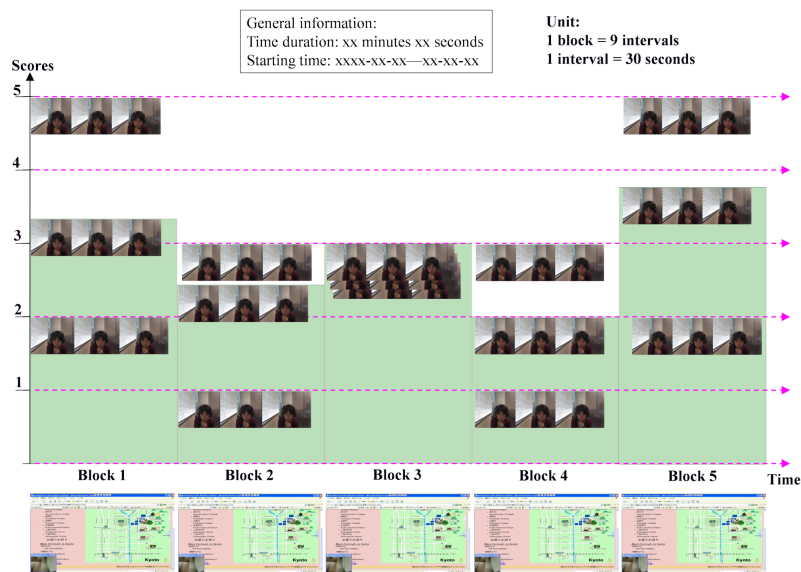 General information:
Time duration: xx minutes xx seconds
Starting time: xxxx-xx-xx—xx-xx-xx
Unit:
1 block = 9 intervals
1 interval = 30 seconds
Scores
5
4
3
2
1
Block 1
Block 2
Block 3
Block 4
Block 5
Time
Kyoto
Kyoto
Kyoto
Kyoto
Kyoto